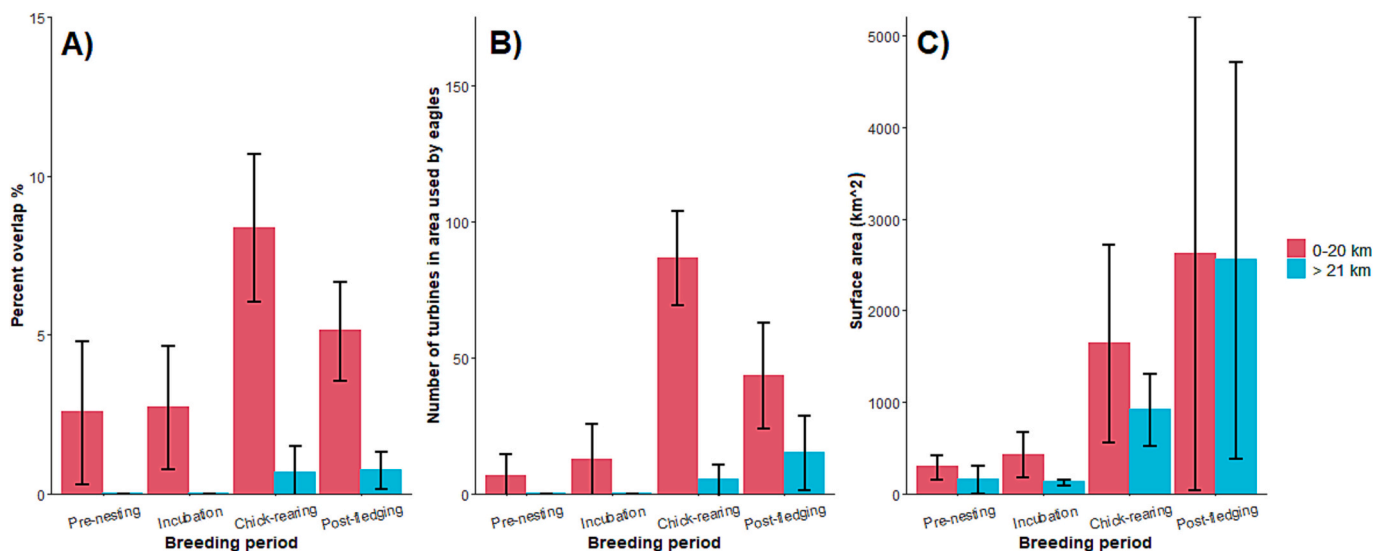 A)
Percent overlap %
15
10
5
0
Pre-nesting
Incubation
Chick-rearing
Post-fledging
Breeding period
B)
Number of turbines in area used by eagles
150
100
50
0
Pre-nesting
Incubation
Chick-rearing
Post-fledging
Breeding period
C)
Surface area (km^2)
5000
4000
3000
2000
1000
0
Pre-nesting
Incubation
Chick-rearing
Post-fledging
Breeding period
0-20 km
> 21 km